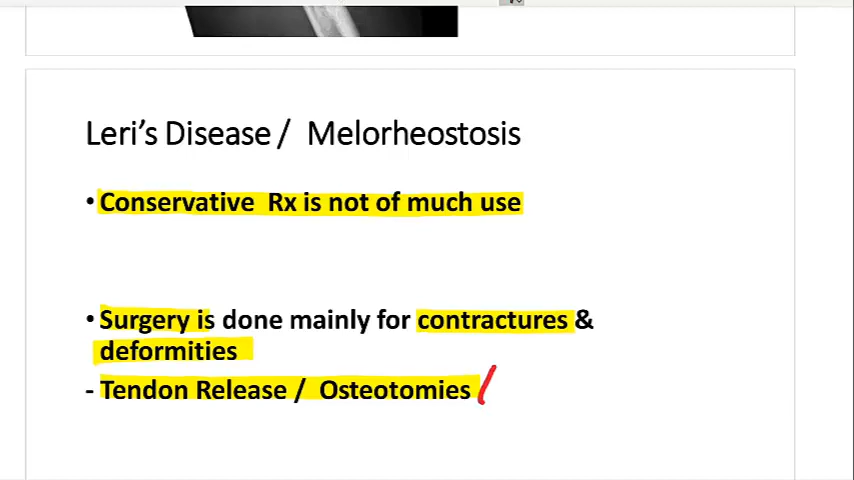 Leri's Disease / Melorheostosis
• Conservative Rx is not of much use
• Surgery is done mainly for contractures &
deformities
- Tendon Release / Osteotomies